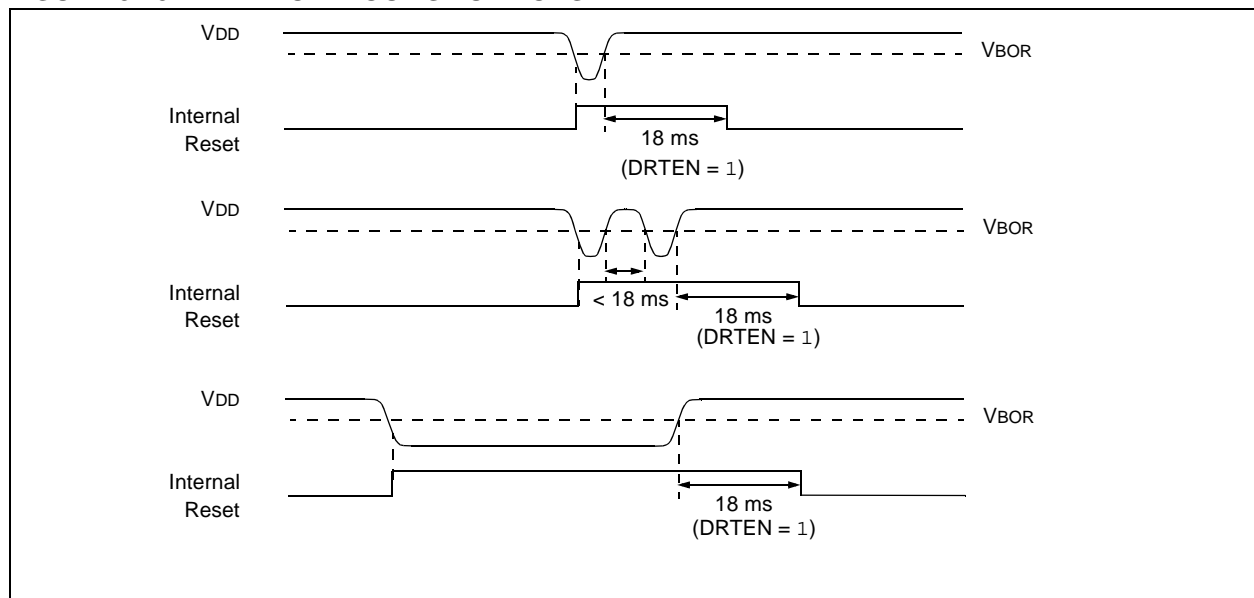 VDD
VBOR
Internal
Reset
18 ms
(DRTEN = 1)
VDD
VBOR
Internal
Reset
< 18 ms
18 ms
(DRTEN = 1)
VDD
VBOR
Internal
Reset
18 ms
(DRTEN = 1)